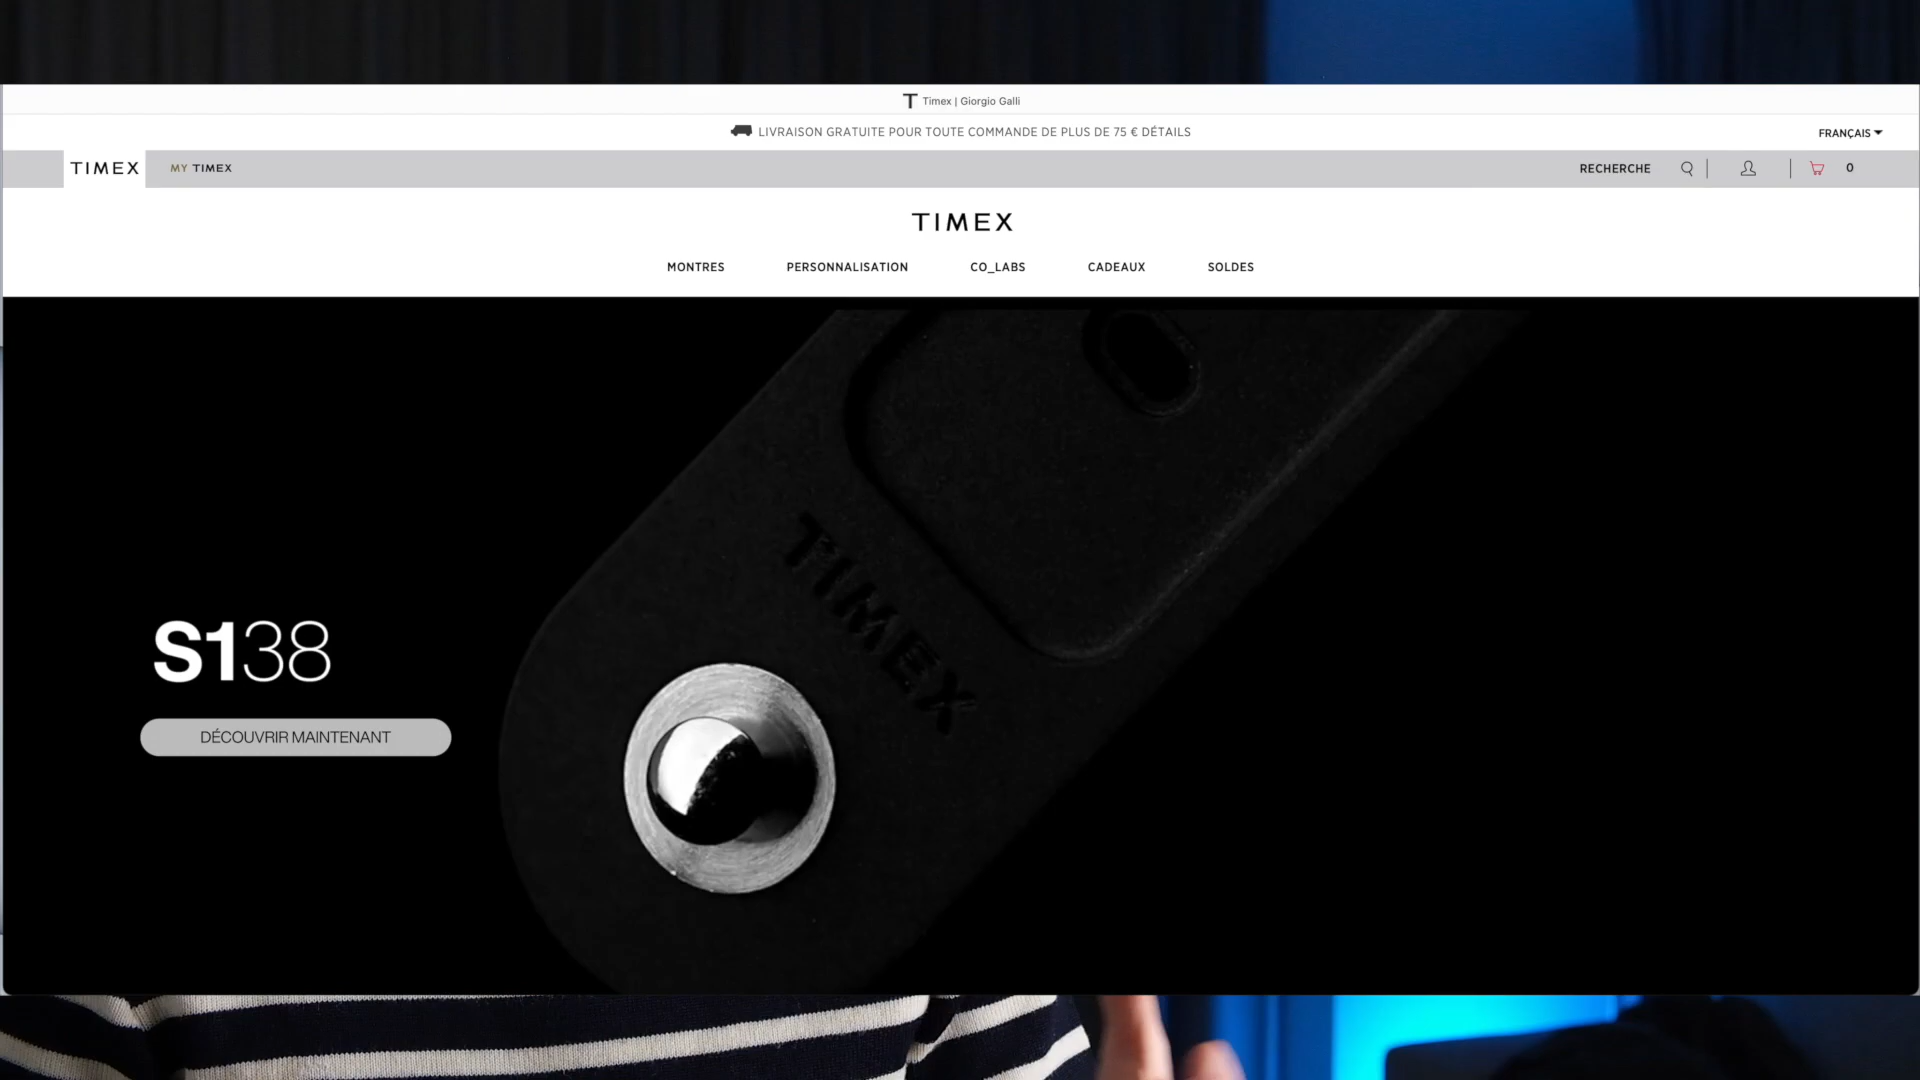 Timex | Giorgio Galli
LIVRAISON GRATUITE POUR TOUTE COMMANDE DE PLUS DE 75 € DÉTAILS
FRANÇAIS
TIMEX
MY TIMEX
RECHERCHE
0
TIMEX
MONTRES
PERSONNALISATION
CO_LABS
CADEAUX
SOLDES
TIMEX
S138
DÉCOUVRIR MAINTENANT